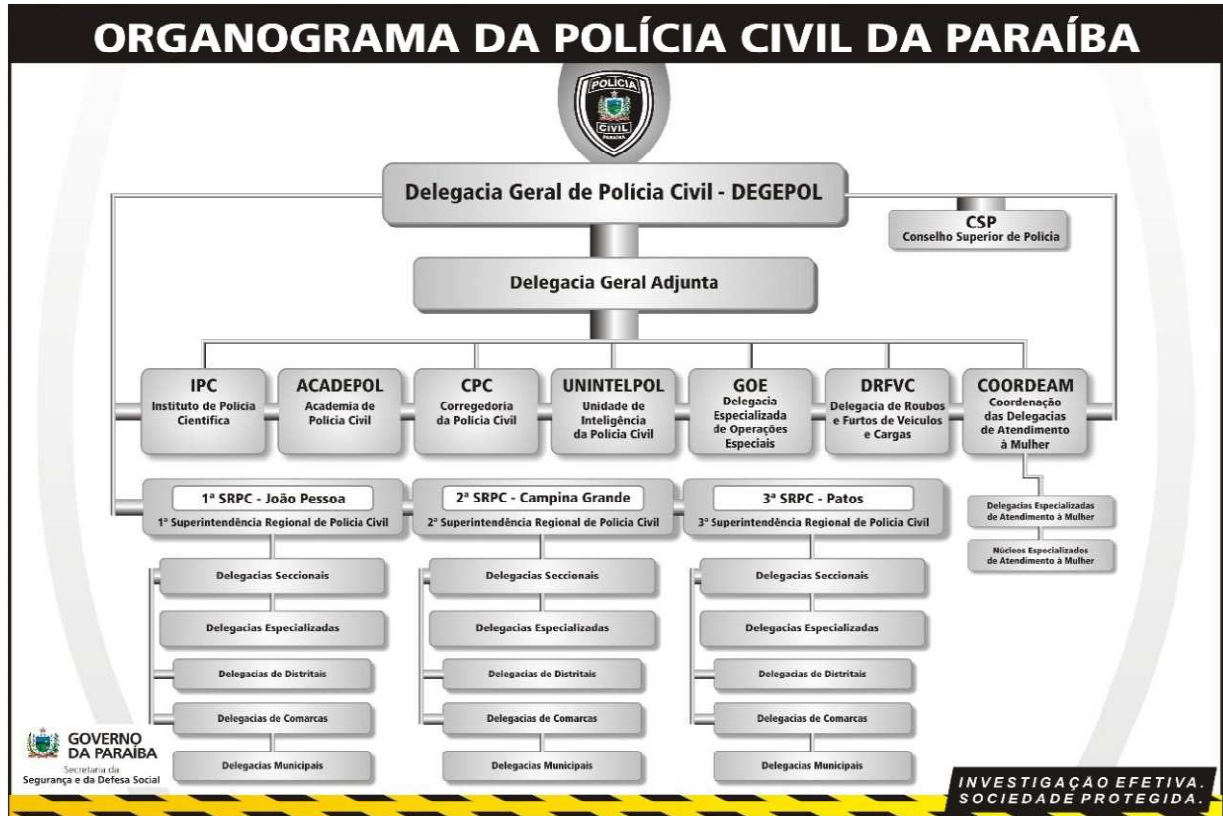 ORGANOGRAMA DA POLÍCIA CIVIL DA PARAÍBA
POLÍCIA
CIVIL
PARAÍBA
Delegacia Geral de Polícia Civil - DEGEPOL
CSP
Conselho Superior de Policia
Delegacia Geral Adjunta
IPC
Instituto de Polícia
Científica
ACADEPOL
Academia de
Polícia Civil
CPC
Corregedoria
da Polícia Civil
UNINTELPOL
Unidade de
Inteligência
da Polícia Civil
GOE
Delegacia
Especializada
de Operações
Especiais
DRFVC
Delegacia de Roubos
e Furtos de Veículos
e Cargas
COORDEAM
Coordenação
das Delegacias
de Atendimento
à Mulher
1ª SRPC - João Pessoa
1ª Superintendência Regional de Policia Civil
2ª SRPC - Campina Grande
2ª Superintendência Regional de Policia Civil
3ª SRPC - Patos
3ª Superintendência Regional de Policia Civil
Delegacias Especializadas
de Atendimento à Mulher
Núcleos Especializados
de Atendimento à Mulher
Delegacias Seccionais
Delegacias Especializadas
Delegacias de Distritais
Delegacias de Comarcas
Delegacias Municipais
Delegacias Seccionais
Delegacias Especializadas
Delegacias de Distritais
Delegacias de Comarcas
Delegacias Municipais
Delegacias Seccionais
Delegacias Especializadas
Delegacias de Distritais
Delegacias de Comarcas
Delegacias Municipais
GOVERNO
DA PARAÍBA
Secretaria da
Segurança e da Defesa Social
INVESTIGAÇÃO EFETIVA.
SOCIEDADE PROTEGIDA.